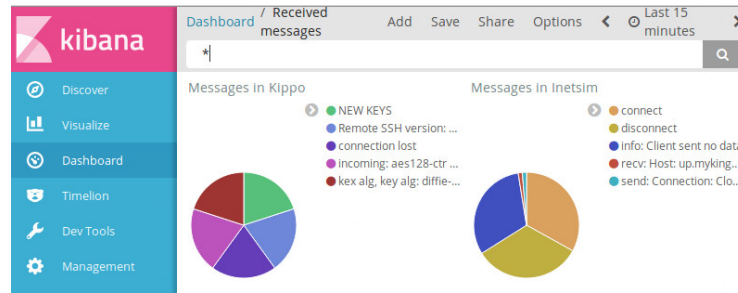 kibana
Discover
Visualize
Dashboard
Timelion
Dev Tools
Management
Dashboard / Received messages
Add Save Share Options Last 15 minutes
*
Messages in Kippo
NEW KEYS
Remote SSH version: ...
connection lost
incoming: aes128-ctr ...
kex alg, key alg: diffie-...
Messages in Inetsim
connect
disconnect
info: Client sent no data
recv: Host: up.myking...
send: Connection: Clo...